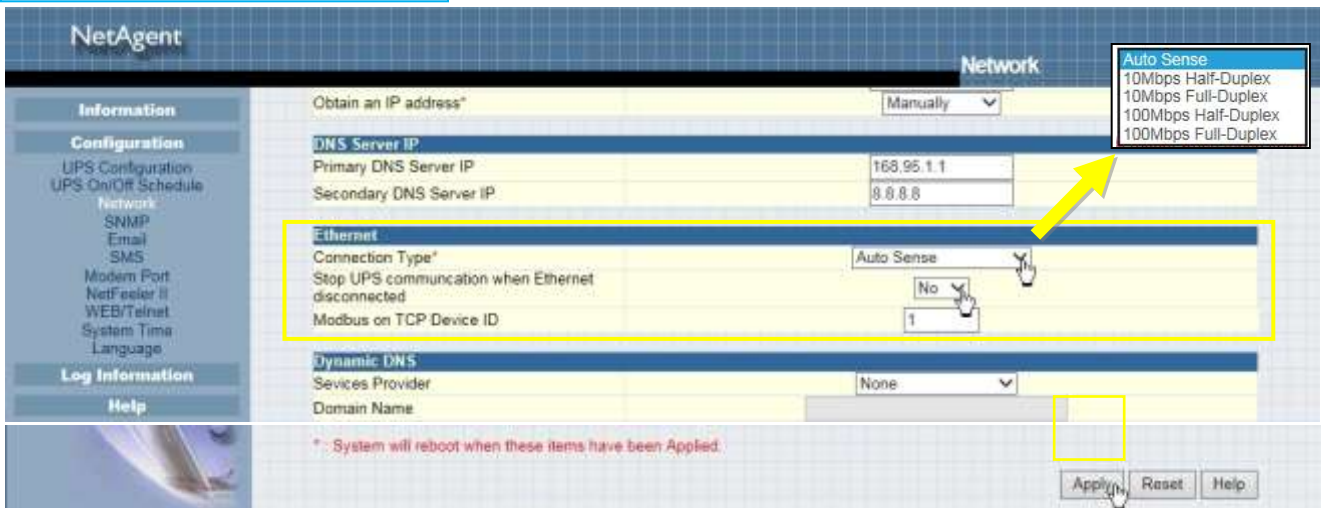 NetAgent
Network
Auto Sense
10Mbps Half-Duplex
10Mbps Full-Duplex
100Mbps Half-Duplex
100Mbps Full-Duplex
Information
Configuration
UPS Configuration
UPS On/Off Schedule
Network
SNMP
Email
SMS
Modem Port
NetFeeler II
WEB/Telnet
System Time
Language
Log Information
Help
Obtain an IP address* Manually
DNS Server IP
Primary DNS Server IP 168.95.1.1
Secondary DNS Server IP 8.8.8.8
Ethernet
Connection Type* Auto Sense
Stop UPS communcation when Ethernet
disconnected No
Modbus on TCP Device ID 1
Dynamic DNS
Sevices Provider None
Domain Name
* : System will reboot when these items have been Applied.
Apply Reset Help